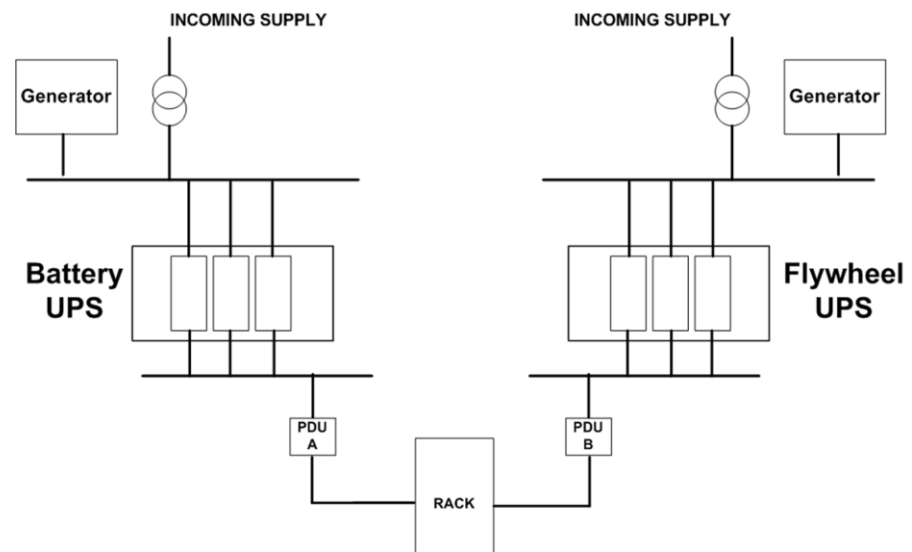 INCOMING SUPPLY
INCOMING SUPPLY
Generator
Generator
Battery
UPS
Flywheel
UPS
PDU
A
PDU
B
RACK